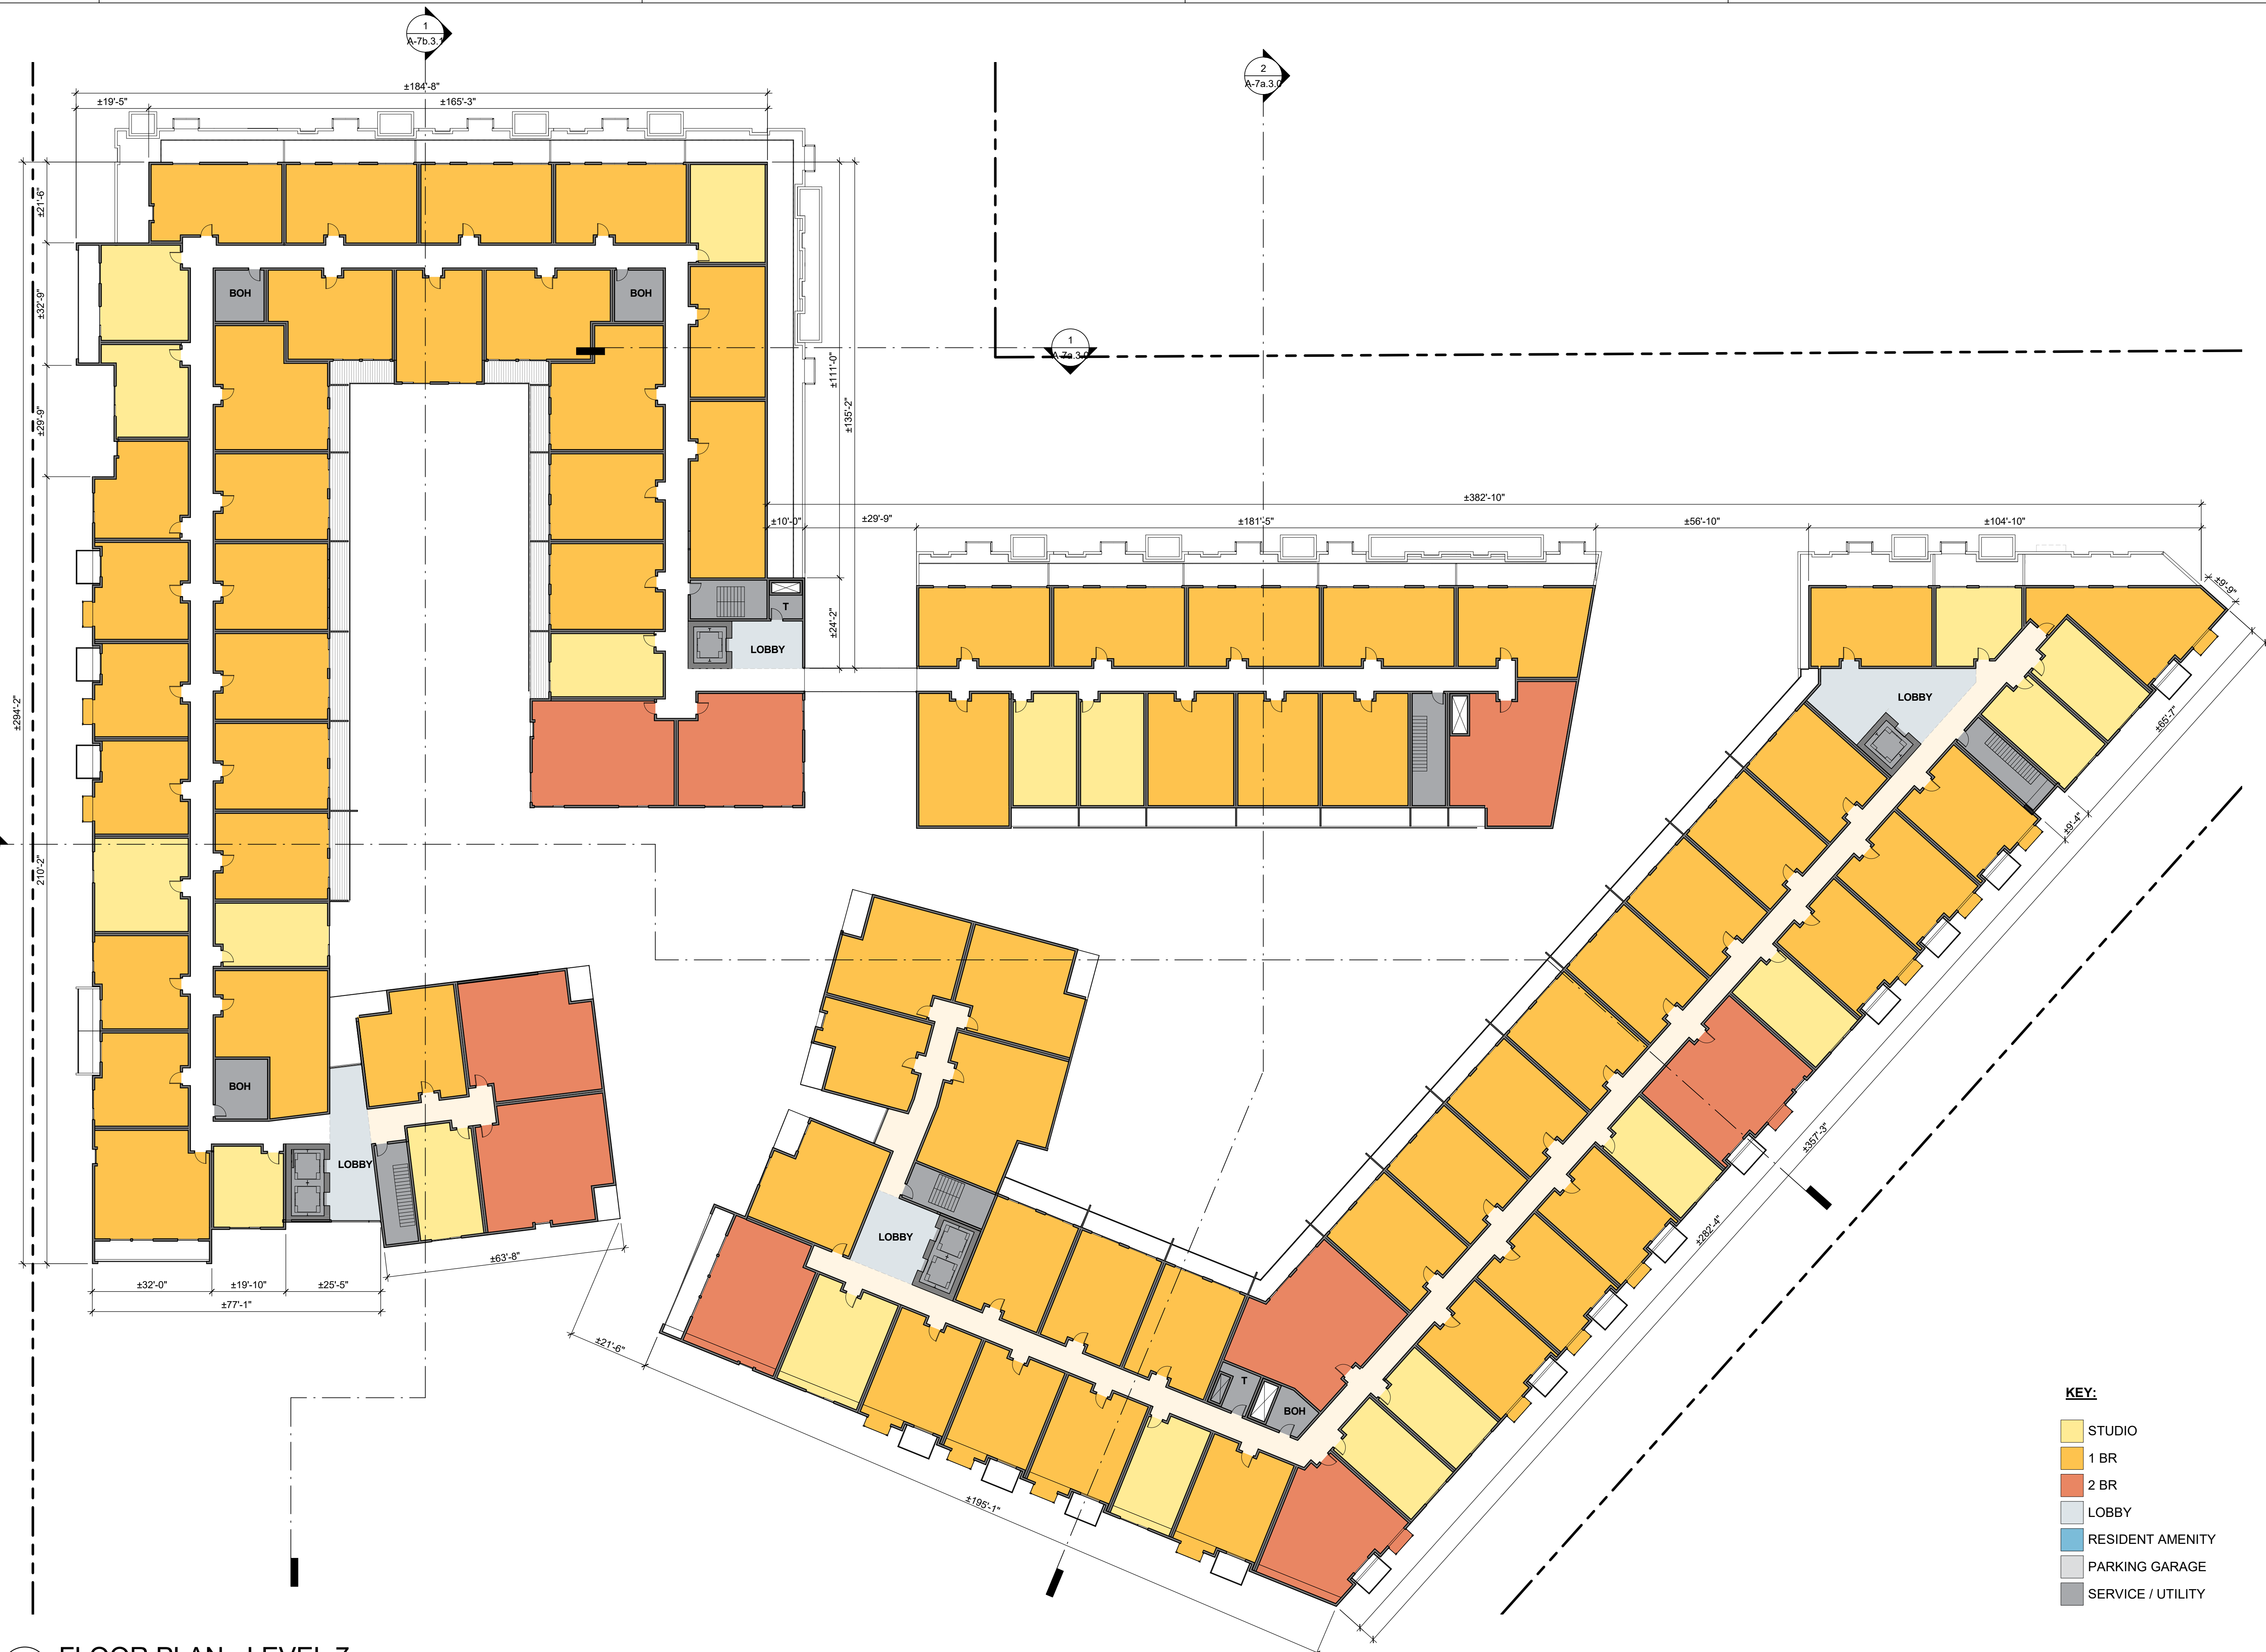 1
A-7b.3.1
2
A-7a.3.0
±184'-8"
±19'-5"
±165'-3"
±21'-6"
±32'-9"
±29'-9"
±294'-2"
210'-2"
BOH
BOH
1
A-7a.3.0
±111'-0"
±135'-2"
±24'-2"
±382'-10"
±10'-0"
±29'-9"
±181'-5"
±56'-10"
±104'-10"
±9'-9"
T
LOBBY
LOBBY
±65'-7"
±9'-4"
BOH
LOBBY
±63'-8"
±32'-0"
±19'-10"
±25'-5"
±77'-1"
LOBBY
±21'-6"
±195'-1"
T
BOH
±357'-3"
±282'-4"
KEY:
STUDIO
1 BR
2 BR
LOBBY
RESIDENT AMENITY
PARKING GARAGE
SERVICE / UTILITY